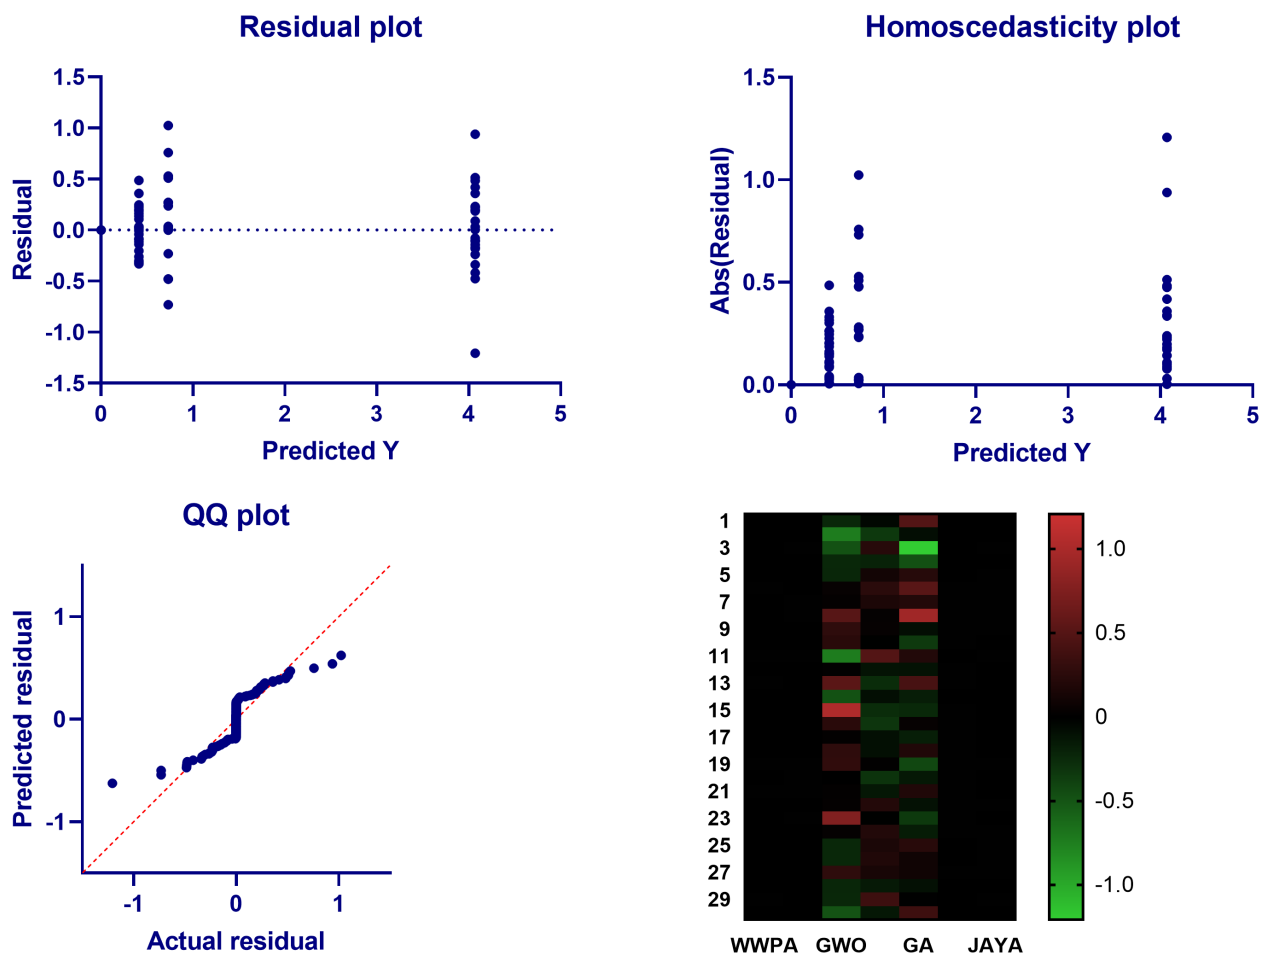 Residual plot
1.5
1.0
0.5
0.0
-0.5
-1.0
-1.5
Residual
0 1 2 3 4 5
Predicted Y
Homoscedasticity plot
1.5
1.0
0.5
0.0
Abs(Residual)
0 1 2 3 4 5
Predicted Y
QQ plot
1
0
-1
Predicted residual
-1 0 1
Actual residual
1
3
5
7
9
11
13
15
17
19
21
23
25
27
29
WWPA GWO GA JAYA
1.0
0.5
0
-0.5
-1.0